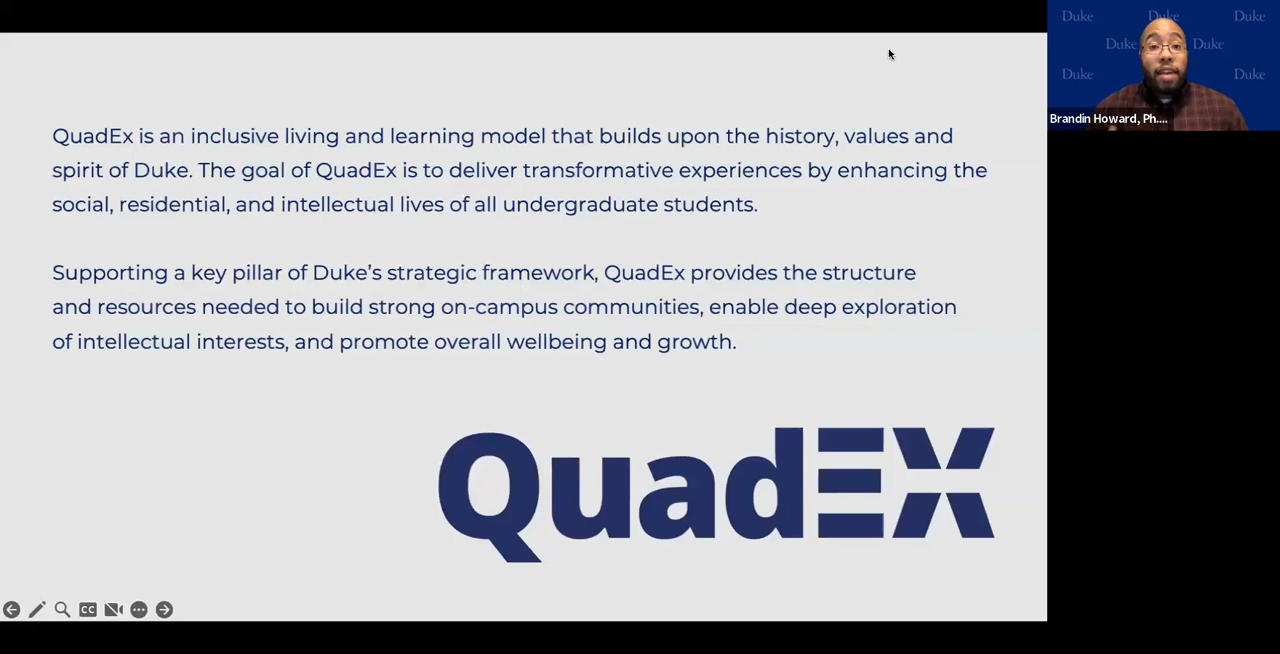 QuadEx is an inclusive living and learning model that builds upon the history, values and
spirit of Duke. The goal of QuadEx is to deliver transformative experiences by enhancing the
social, residential, and intellectual lives of all undergraduate students.
Supporting a key pillar of Duke’s strategic framework, QuadEx provides the structure
and resources needed to build strong on-campus communities, enable deep exploration
of intellectual interests, and promote overall wellbeing and growth.
QuadEX
CC
Duke Duke Duke
Duke Duke
Duke Duke
Brandin Howard, Ph....